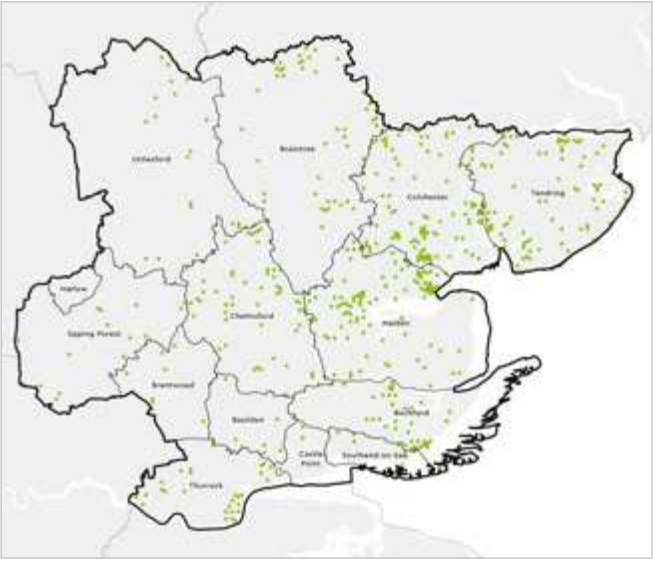 Uttlesford
Braintree
Colchester
Tendring
Harlow
Chelmsford
Maldon
Epping Forest
Brentwood
Rochford
Basildon
Castle
Point
Southend-on-Sea
Thurrock